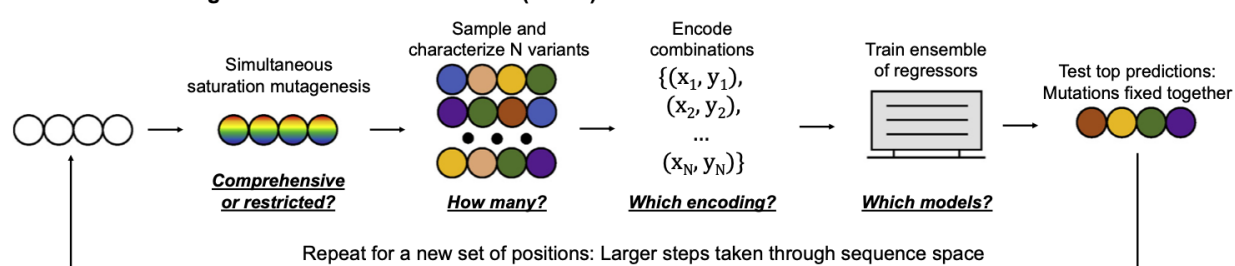 Sample and
characterize N variants
Encode
combinations
Simultaneous
saturation mutagenesis
{(x₁, y₁),
(x₂, y₂),
...
(x_N, y_N)}
Train ensemble
of regressors
Test top predictions:
Mutations fixed together
Comprehensive
or restricted?
How many?
Which encoding?
Which models?
Repeat for a new set of positions: Larger steps taken through sequence space